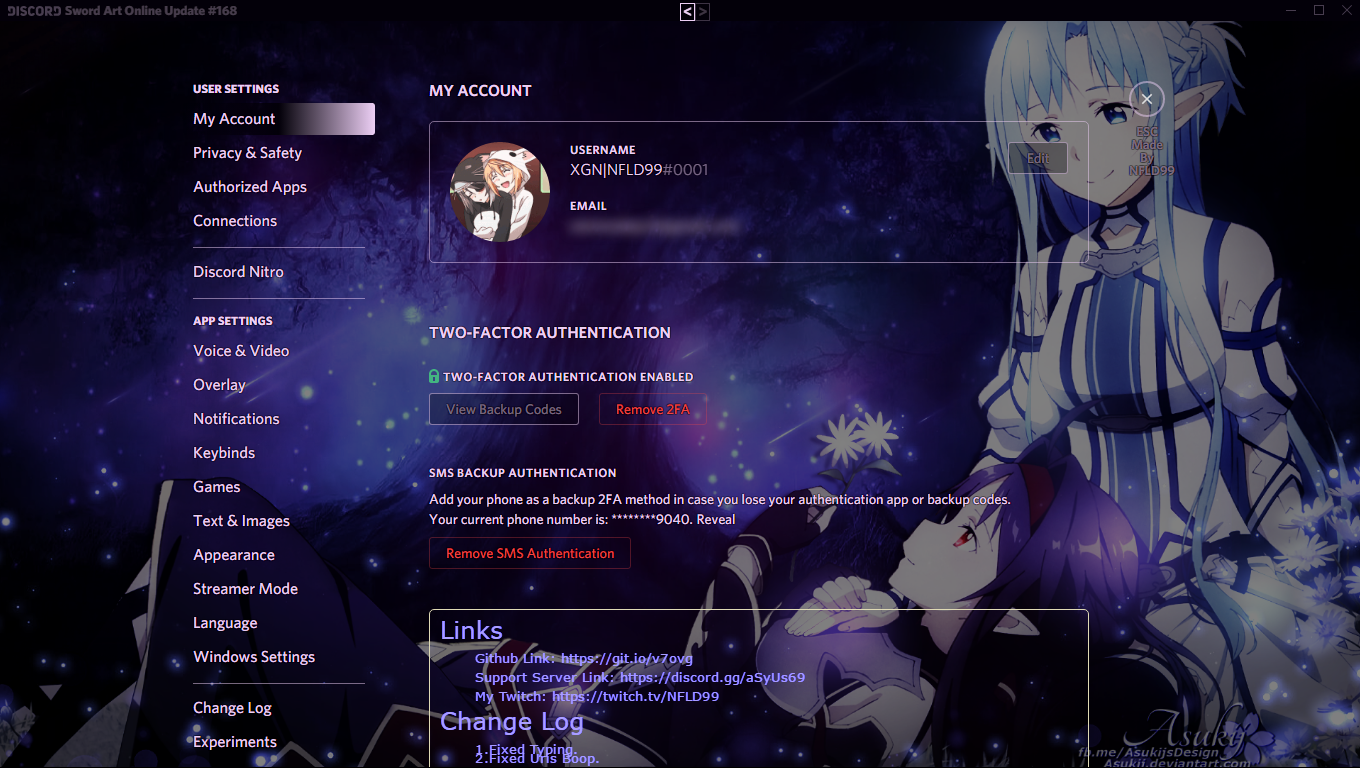 DISCORD Sword Art Online Update #168
< >
USER SETTINGS
My Account
Privacy & Safety
Authorized Apps
Connections
Discord Nitro
APP SETTINGS
Voice & Video
Overlay
Notifications
Keybinds
Games
Text & Images
Appearance
Streamer Mode
Language
Windows Settings
Change Log
Experiments
MY ACCOUNT
USERNAME
XGN|NFLD99#0001
Edit
EMAIL
ESC
Made
By
NFLD99
TWO-FACTOR AUTHENTICATION
TWO-FACTOR AUTHENTICATION ENABLED
View Backup Codes
Remove 2FA
SMS BACKUP AUTHENTICATION
Add your phone as a backup 2FA method in case you lose your authentication app or backup codes.
Your current phone number is: ********9040. Reveal
Remove SMS Authentication
Links
Github Link: https://git.io/v7ovg
Support Server Link: https://discord.gg/aSyUs69
My Twitch: https://twitch.tv/NFLD99
Change Log
1.Fixed Typing.
2.Fixed Urls Boop.
Asukij
fb.me/AsukijsDesign
Asukij.deviantart.com